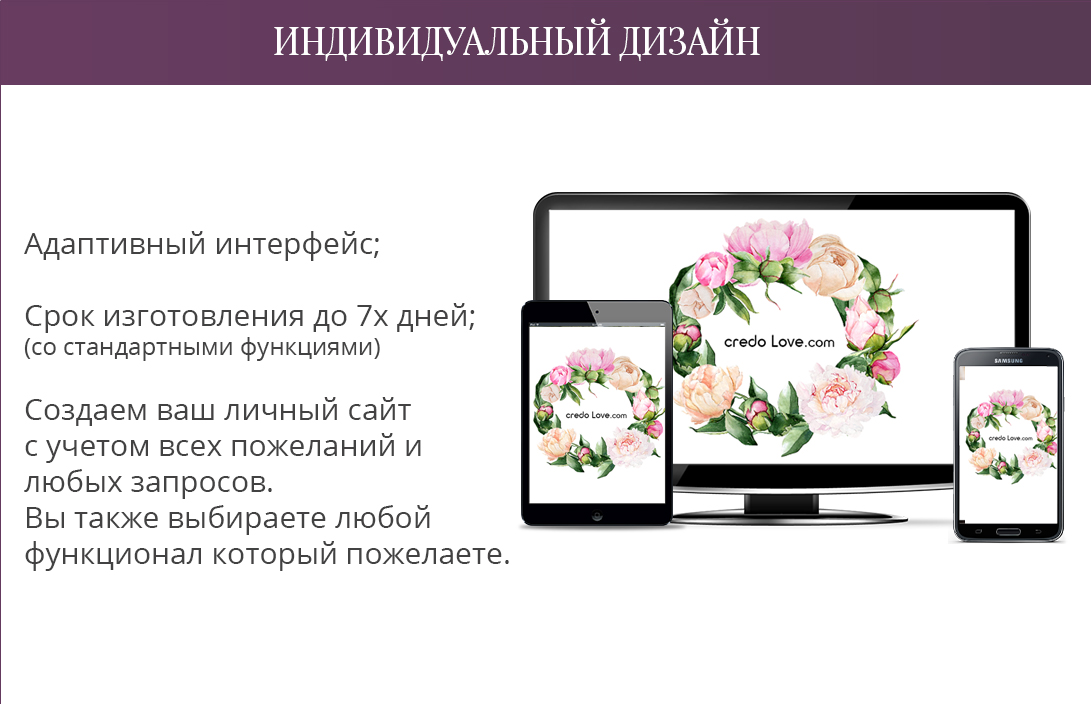 ИНДИВИДУАЛЬНЫЙ ДИЗАЙН
Адаптивный интерфейс;
Срок изготовления до 7х дней;
(со стандартными функциями)
Создаем ваш личный сайт
с учетом всех пожеланий и
любых запросов.
Вы также выбираете любой
функционал который пожелаете.
credo Love.com
credo Love.com
SAMSUNG
credo Love.com